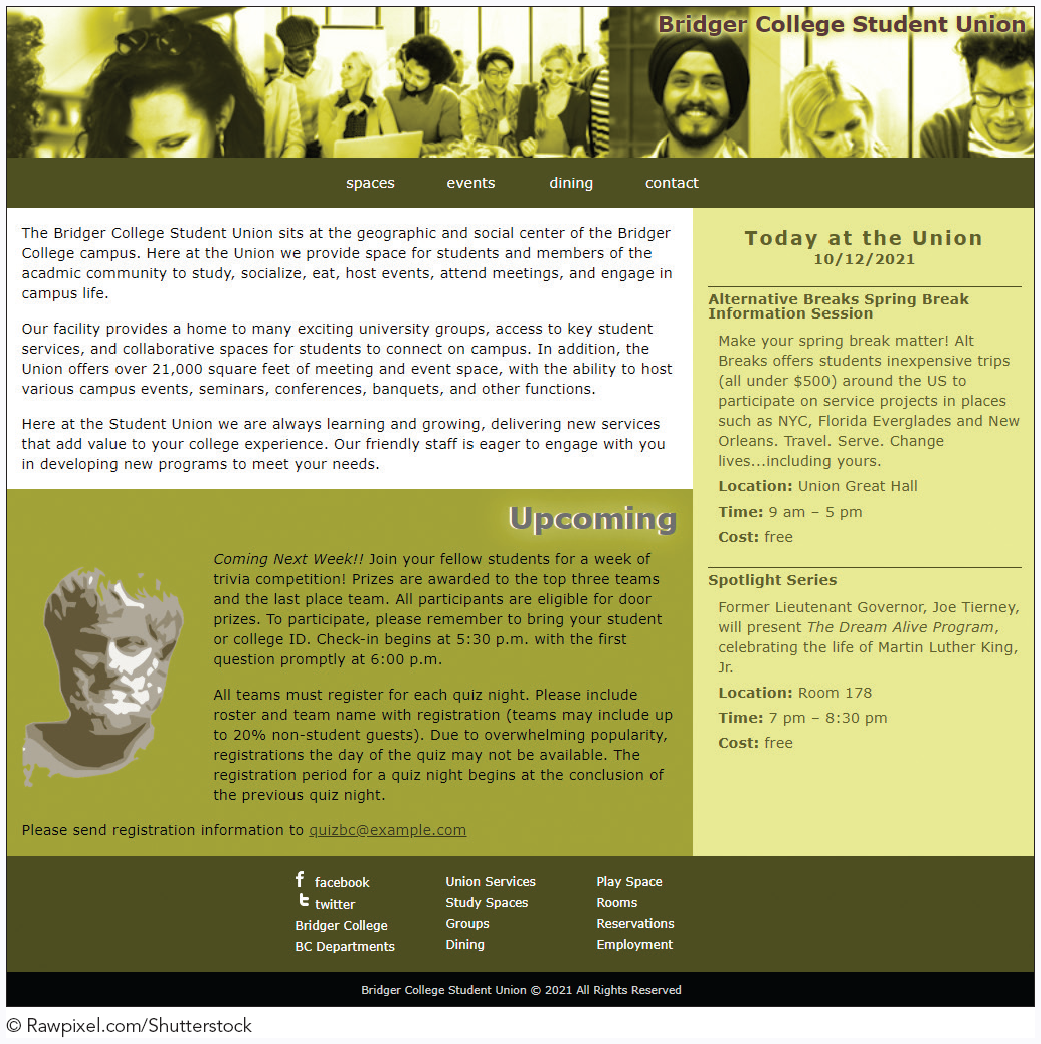 Bridger College Student Union
spaces events dining contact
The Bridger College Student Union sits at the geographic and social center of the Bridger
College campus. Here at the Union we provide space for students and members of the
acadmic community to study, socialize, eat, host events, attend meetings, and engage in
campus life.
Our facility provides a home to many exciting university groups, access to key student
services, and collaborative spaces for students to connect on campus. In addition, the
Union offers over 21,000 square feet of meeting and event space, with the ability to host
various campus events, seminars, conferences, banquets, and other functions.
Here at the Student Union we are always learning and growing, delivering new services
that add value to your college experience. Our friendly staff is eager to engage with you
in developing new programs to meet your needs.
Upcoming
Coming Next Week!! Join your fellow students for a week of
trivia competition! Prizes are awarded to the top three teams
and the last place team. All participants are eligible for door
prizes. To participate, please remember to bring your student
or college ID. Check-in begins at 5:30 p.m. with the first
question promptly at 6:00 p.m.
All teams must register for each quiz night. Please include
roster and team name with registration (teams may include up
to 20% non-student guests). Due to overwhelming popularity,
registrations the day of the quiz may not be available. The
registration period for a quiz night begins at the conclusion of
the previous quiz night.
Please send registration information to quizbc@example.com
Today at the Union
10/12/2021
Alternative Breaks Spring Break
Information Session
Make your spring break matter! Alt
Breaks offers students inexpensive trips
(all under $500) around the US to
participate on service projects in places
such as NYC, Florida Everglades and New
Orleans. Travel. Serve. Change
lives...including yours.
Location: Union Great Hall
Time: 9 am – 5 pm
Cost: free
Spotlight Series
Former Lieutenant Governor, Joe Tierney,
will present The Dream Alive Program,
celebrating the life of Martin Luther King,
Jr.
Location: Room 178
Time: 7 pm – 8:30 pm
Cost: free
facebook
twitter
Bridger College
BC Departments
Union Services
Study Spaces
Groups
Dining
Play Space
Rooms
Reservations
Employment
Bridger College Student Union © 2021 All Rights Reserved
© Rawpixel.com/Shutterstock